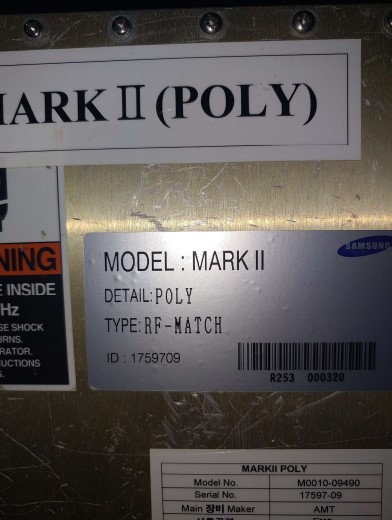 MARK II (POLY)
NING
E INSIDE
Hz
SE SHOCK
URNS.
RATOR.
UCTIONS
S.
SAMSUNG
MODEL : MARK II
DETAIL:POLY
TYPE:RF-MATCH
ID : 1759709
R253 000320
MARKII POLY
Model No. M0010-09490
Serial No. 17597-09
Main 장비 Maker AMT